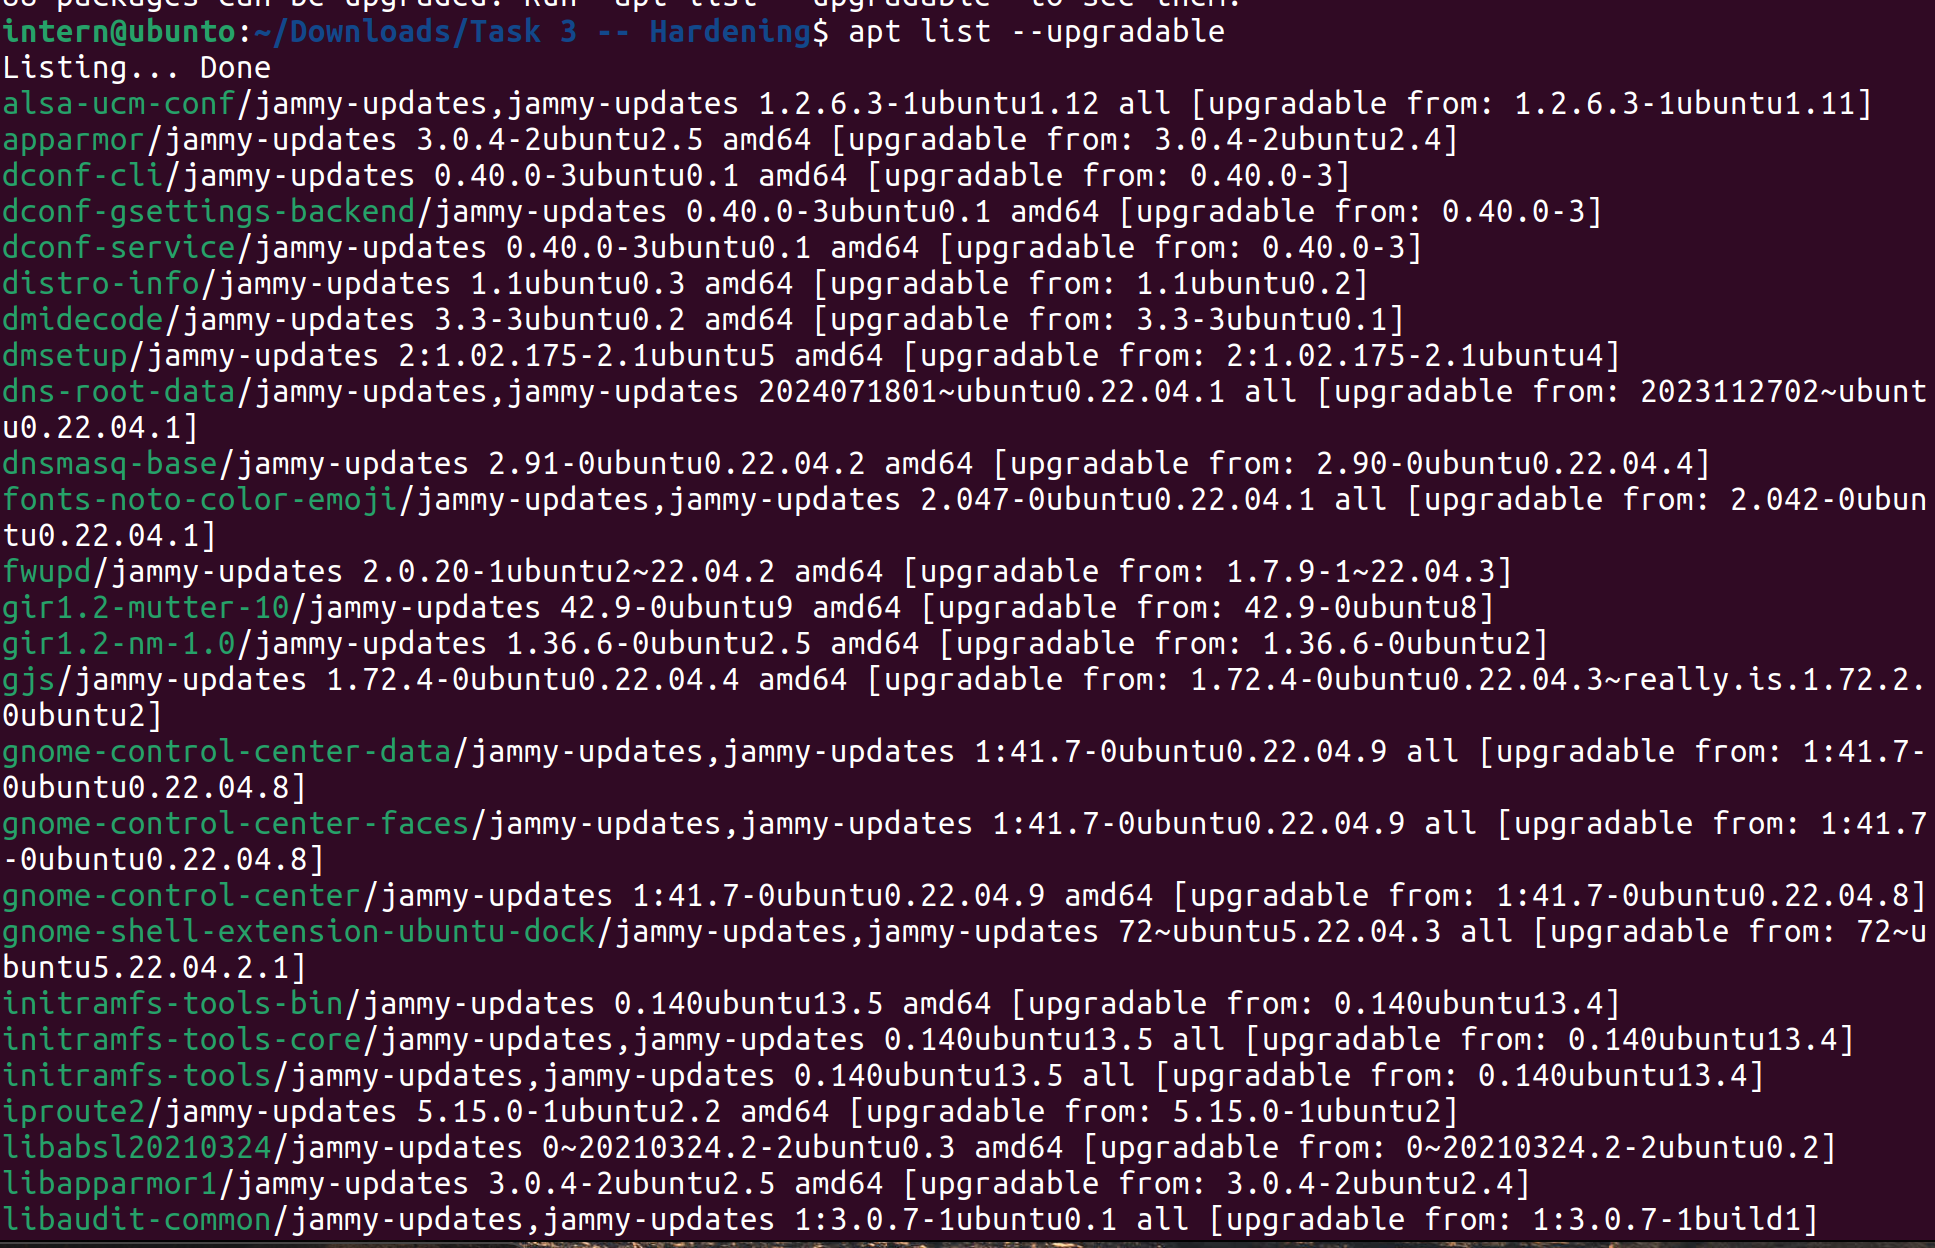 packages can be upgraded. Run 'apt list --upgradable' to see them.
intern@ubunto:~/Downloads/Task 3 -- Hardening$ apt list --upgradable
Listing... Done
alsa-ucm-conf/jammy-updates,jammy-updates 1.2.6.3-1ubuntu1.12 all [upgradable from: 1.2.6.3-1ubuntu1.11]
apparmor/jammy-updates 3.0.4-2ubuntu2.5 amd64 [upgradable from: 3.0.4-2ubuntu2.4]
dconf-cli/jammy-updates 0.40.0-3ubuntu0.1 amd64 [upgradable from: 0.40.0-3]
dconf-gsettings-backend/jammy-updates 0.40.0-3ubuntu0.1 amd64 [upgradable from: 0.40.0-3]
dconf-service/jammy-updates 0.40.0-3ubuntu0.1 amd64 [upgradable from: 0.40.0-3]
distro-info/jammy-updates 1.1ubuntu0.3 amd64 [upgradable from: 1.1ubuntu0.2]
dmidecode/jammy-updates 3.3-3ubuntu0.2 amd64 [upgradable from: 3.3-3ubuntu0.1]
dmsetup/jammy-updates 2:1.02.175-2.1ubuntu5 amd64 [upgradable from: 2:1.02.175-2.1ubuntu4]
dns-root-data/jammy-updates,jammy-updates 2024071801~ubuntu0.22.04.1 all [upgradable from: 2023112702~ubunt
u0.22.04.1]
dnsmasq-base/jammy-updates 2.91-0ubuntu0.22.04.2 amd64 [upgradable from: 2.90-0ubuntu0.22.04.4]
fonts-noto-color-emoji/jammy-updates,jammy-updates 2.047-0ubuntu0.22.04.1 all [upgradable from: 2.042-0ubun
tu0.22.04.1]
fwupd/jammy-updates 2.0.20-1ubuntu2~22.04.2 amd64 [upgradable from: 1.7.9-1~22.04.3]
gir1.2-mutter-10/jammy-updates 42.9-0ubuntu9 amd64 [upgradable from: 42.9-0ubuntu8]
gir1.2-nm-1.0/jammy-updates 1.36.6-0ubuntu2.5 amd64 [upgradable from: 1.36.6-0ubuntu2]
gjs/jammy-updates 1.72.4-0ubuntu0.22.04.4 amd64 [upgradable from: 1.72.4-0ubuntu0.22.04.3~really.is.1.72.2.
0ubuntu2]
gnome-control-center-data/jammy-updates,jammy-updates 1:41.7-0ubuntu0.22.04.9 all [upgradable from: 1:41.7-
0ubuntu0.22.04.8]
gnome-control-center-faces/jammy-updates,jammy-updates 1:41.7-0ubuntu0.22.04.9 all [upgradable from: 1:41.7
-0ubuntu0.22.04.8]
gnome-control-center/jammy-updates 1:41.7-0ubuntu0.22.04.9 amd64 [upgradable from: 1:41.7-0ubuntu0.22.04.8]
gnome-shell-extension-ubuntu-dock/jammy-updates,jammy-updates 72~ubuntu5.22.04.3 all [upgradable from: 72~u
buntu5.22.04.2.1]
initramfs-tools-bin/jammy-updates 0.140ubuntu13.5 amd64 [upgradable from: 0.140ubuntu13.4]
initramfs-tools-core/jammy-updates,jammy-updates 0.140ubuntu13.5 all [upgradable from: 0.140ubuntu13.4]
initramfs-tools/jammy-updates,jammy-updates 0.140ubuntu13.5 all [upgradable from: 0.140ubuntu13.4]
iproute2/jammy-updates 5.15.0-1ubuntu2.2 amd64 [upgradable from: 5.15.0-1ubuntu2]
libabsl20210324/jammy-updates 0~20210324.2-2ubuntu0.3 amd64 [upgradable from: 0~20210324.2-2ubuntu0.2]
libapparmor1/jammy-updates 3.0.4-2ubuntu2.5 amd64 [upgradable from: 3.0.4-2ubuntu2.4]
libaudit-common/jammy-updates,jammy-updates 1:3.0.7-1ubuntu0.1 all [upgradable from: 1:3.0.7-1build1]